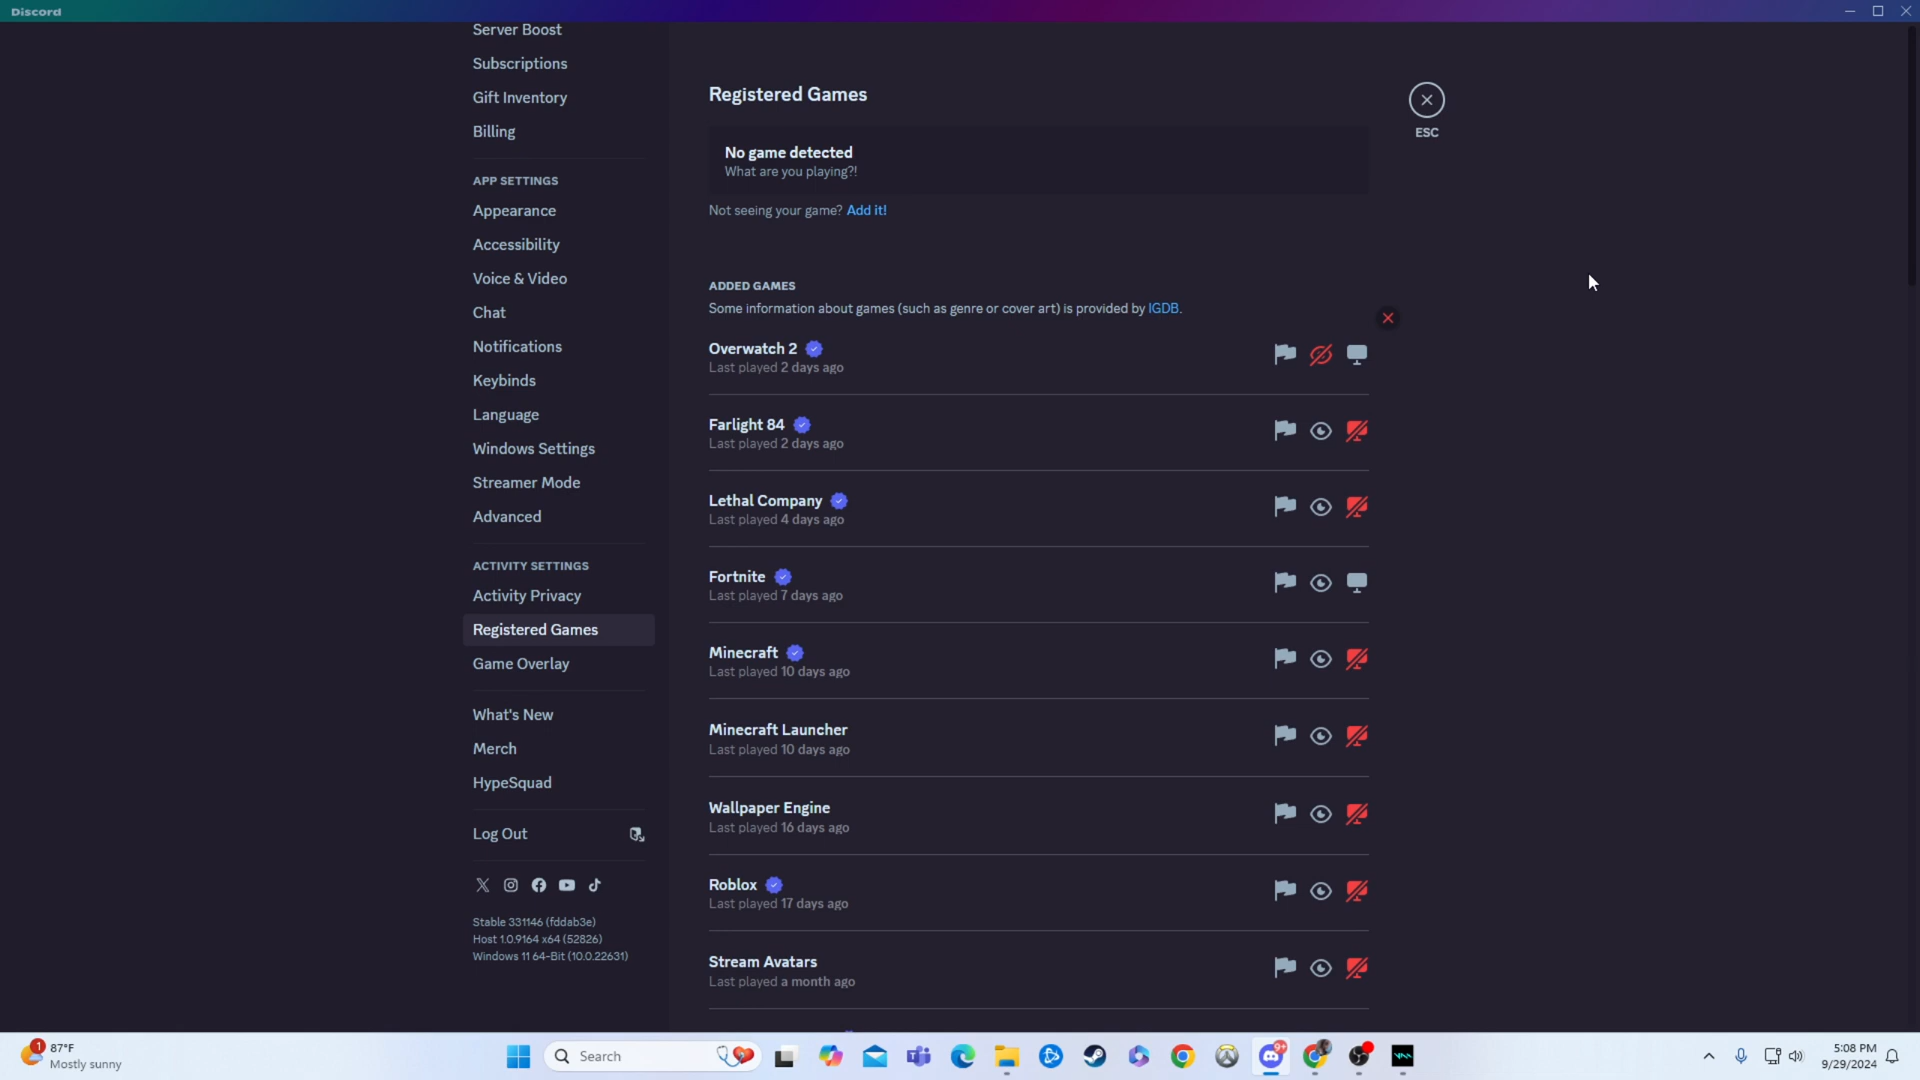 Discord
Server Boost
Subscriptions
Gift Inventory
Billing
APP SETTINGS
Appearance
Accessibility
Voice & Video
Chat
Notifications
Keybinds
Language
Windows Settings
Streamer Mode
Advanced
ACTIVITY SETTINGS
Activity Privacy
Registered Games
Game Overlay
What's New
Merch
HypeSquad
Log Out
Stable 331146 (fddab3e)
Host 1.0.9164 x64 (52826)
Windows 11 64-Bit (10.0.22631)
Registered Games
ESC
No game detected
What are you playing?!
Not seeing your game? Add it!
ADDED GAMES
Some information about games (such as genre or cover art) is provided by IGDB.
Overwatch 2
Last played 2 days ago
Farlight 84
Last played 2 days ago
Lethal Company
Last played 4 days ago
Fortnite
Last played 7 days ago
Minecraft
Last played 10 days ago
Minecraft Launcher
Last played 10 days ago
Wallpaper Engine
Last played 16 days ago
Roblox
Last played 17 days ago
Stream Avatars
Last played a month ago
1
87°F
Mostly sunny
Search
9+
5:08 PM
9/29/2024